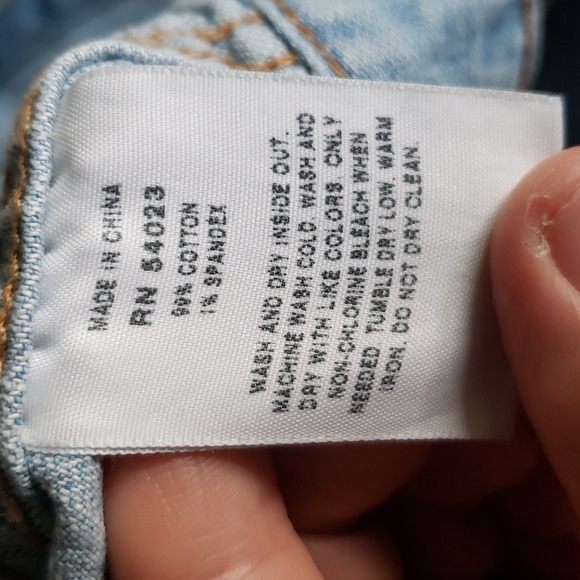 MADE IN CHINA
RN 54023
99% COTTON
1% SPANDEX
WASH AND DRY INSIDE OUT.
MACHINE WASH COLD. WASH AND
DRY WITH LIKE COLORS. ONLY
NON-CHLORINE BLEACH WHEN
NEEDED. TUMBLE DRY LOW. WARM
IRON. DO NOT DRY CLEAN.